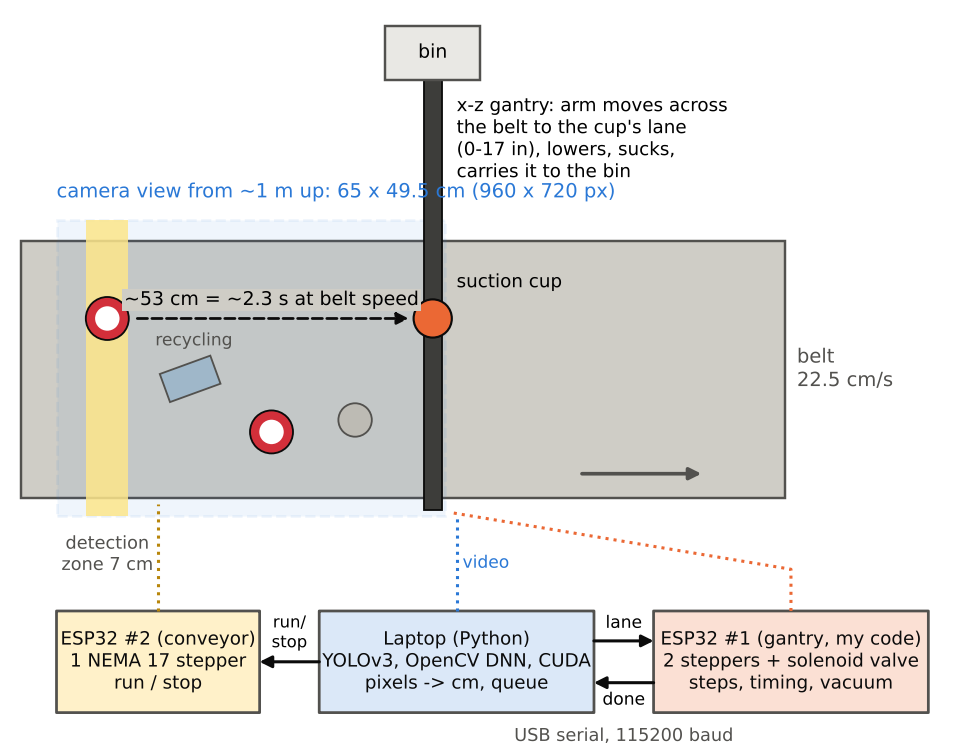 bin
x-z gantry: arm moves across
the belt to the cup's lane
(0-17 in), lowers, sucks,
carries it to the bin
camera view from ~1 m up: 65 x 49.5 cm (960 x 720 px)
suction cup
~53 cm = ~2.3 s at belt speed
recycling
belt
22.5 cm/s
detection
zone 7 cm
video
ESP32 #2 (conveyor)
1 NEMA 17 stepper
run / stop
run/
stop
Laptop (Python)
YOLOv3, OpenCV DNN, CUDA
pixels -> cm, queue
lane
done
ESP32 #1 (gantry, my code)
2 steppers + solenoid valve
steps, timing, vacuum
USB serial, 115200 baud